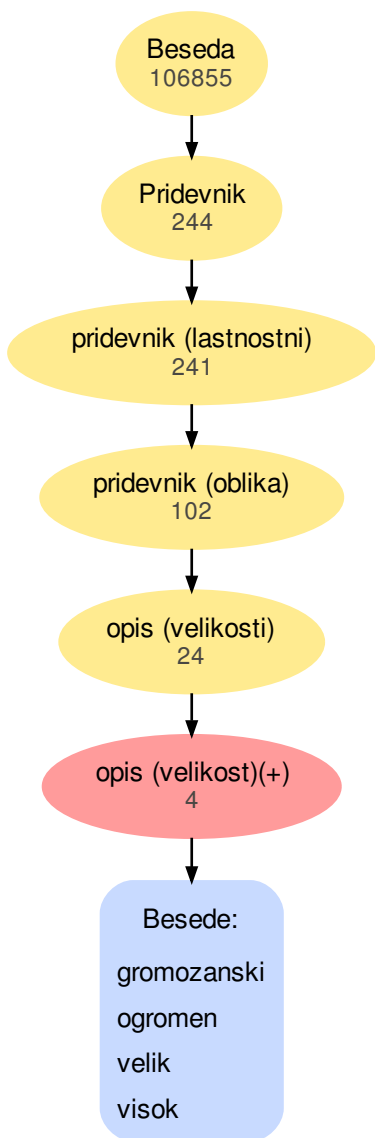 Beseda
106855
Pridevnik
244
pridevnik (lastnostni)
241
pridevnik (oblika)
102
opis (velikosti)
24
opis (velikost)(+)
4
Besede:
gromozanski
ogromen
velik
visok